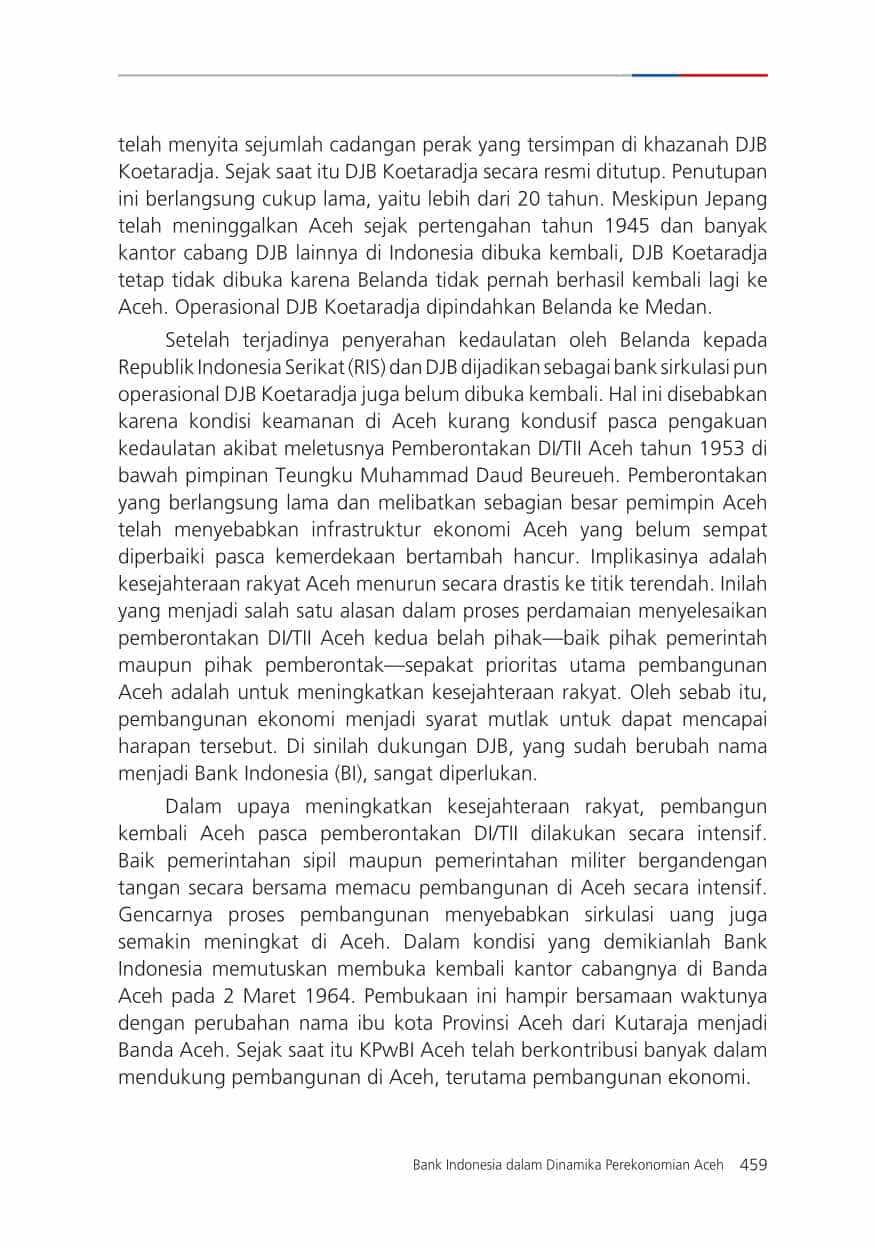 telah menyita sejumlah cadangan perak yang tersimpan di khazanah DJB
Koetaradja. Sejak saat itu DJB Koetaradja secara resmi ditutup. Penutupan
ini berlangsung cukup lama, yaitu lebih dari 20 tahun. Meskipun Jepang
telah meninggalkan Aceh sejak pertengahan tahun 1945 dan banyak
kantor cabang DJB lainnya di Indonesia dibuka kembali, DJB Koetaradja
tetap tidak dibuka karena Belanda tidak pernah berhasil kembali lagi ke
Aceh. Operasional DJB Koetaradja dipindahkan Belanda ke Medan.
Setelah terjadinya penyerahan kedaulatan oleh Belanda kepada
Republik Indonesia Serikat (RIS) dan DJB dijadikan sebagai bank sirkulasi pun
operasional DJB Koetaradja juga belum dibuka kembali. Hal ini disebabkan
karena kondisi keamanan di Aceh kurang kondusif pasca pengakuan
kedaulatan akibat meletusnya Pemberontakan DI/TII Aceh tahun 1953 di
bawah pimpinan Teungku Muhammad Daud Beureueh. Pemberontakan
yang berlangsung lama dan melibatkan sebagian besar pemimpin Aceh
telah menyebabkan infrastruktur ekonomi Aceh yang belum sempat
diperbaiki pasca kemerdekaan bertambah hancur. Implikasinya adalah
kesejahteraan rakyat Aceh menurun secara drastis ke titik terendah. Inilah
yang menjadi salah satu alasan dalam proses perdamaian menyelesaikan
pemberontakan DI/TII Aceh kedua belah pihak—baik pihak pemerintah
maupun pihak pemberontak—sepakat prioritas utama pembangunan
Aceh adalah untuk meningkatkan kesejahteraan rakyat. Oleh sebab itu,
pembangunan ekonomi menjadi syarat mutlak untuk dapat mencapai
harapan tersebut. Di sinilah dukungan DJB, yang sudah berubah nama
menjadi Bank Indonesia (BI), sangat diperlukan.
Dalam upaya meningkatkan kesejahteraan rakyat, pembangun
kembali Aceh pasca pemberontakan DI/TII dilakukan secara intensif.
Baik pemerintahan sipil maupun pemerintahan militer bergandengan
tangan secara bersama memacu pembangunan di Aceh secara intensif.
Gencarnya proses pembangunan menyebabkan sirkulasi uang juga
semakin meningkat di Aceh. Dalam kondisi yang demikianlah Bank
Indonesia memutuskan membuka kembali kantor cabangnya di Banda
Aceh pada 2 Maret 1964. Pembukaan ini hampir bersamaan waktunya
dengan perubahan nama ibu kota Provinsi Aceh dari Kutaraja menjadi
Banda Aceh. Sejak saat itu KPwBI Aceh telah berkontribusi banyak dalam
mendukung pembangunan di Aceh, terutama pembangunan ekonomi.
Bank Indonesia dalam Dinamika Perekonomian Aceh 459